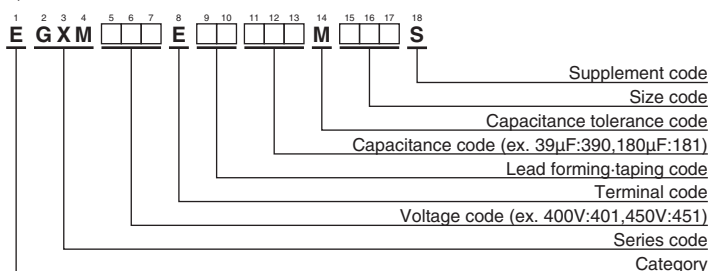 1 2 3 4 5 6 7 8 9 10 11 12 13 14 15 16 17 18
E G X M □□□ E □□ □□□ M □□□ S
Supplement code
Size code
Capacitance tolerance code
Capacitance code (ex. 39µF:390,180µF:181)
Lead forming·taping code
Terminal code
Voltage code (ex. 400V:401,450V:451)
Series code
Category